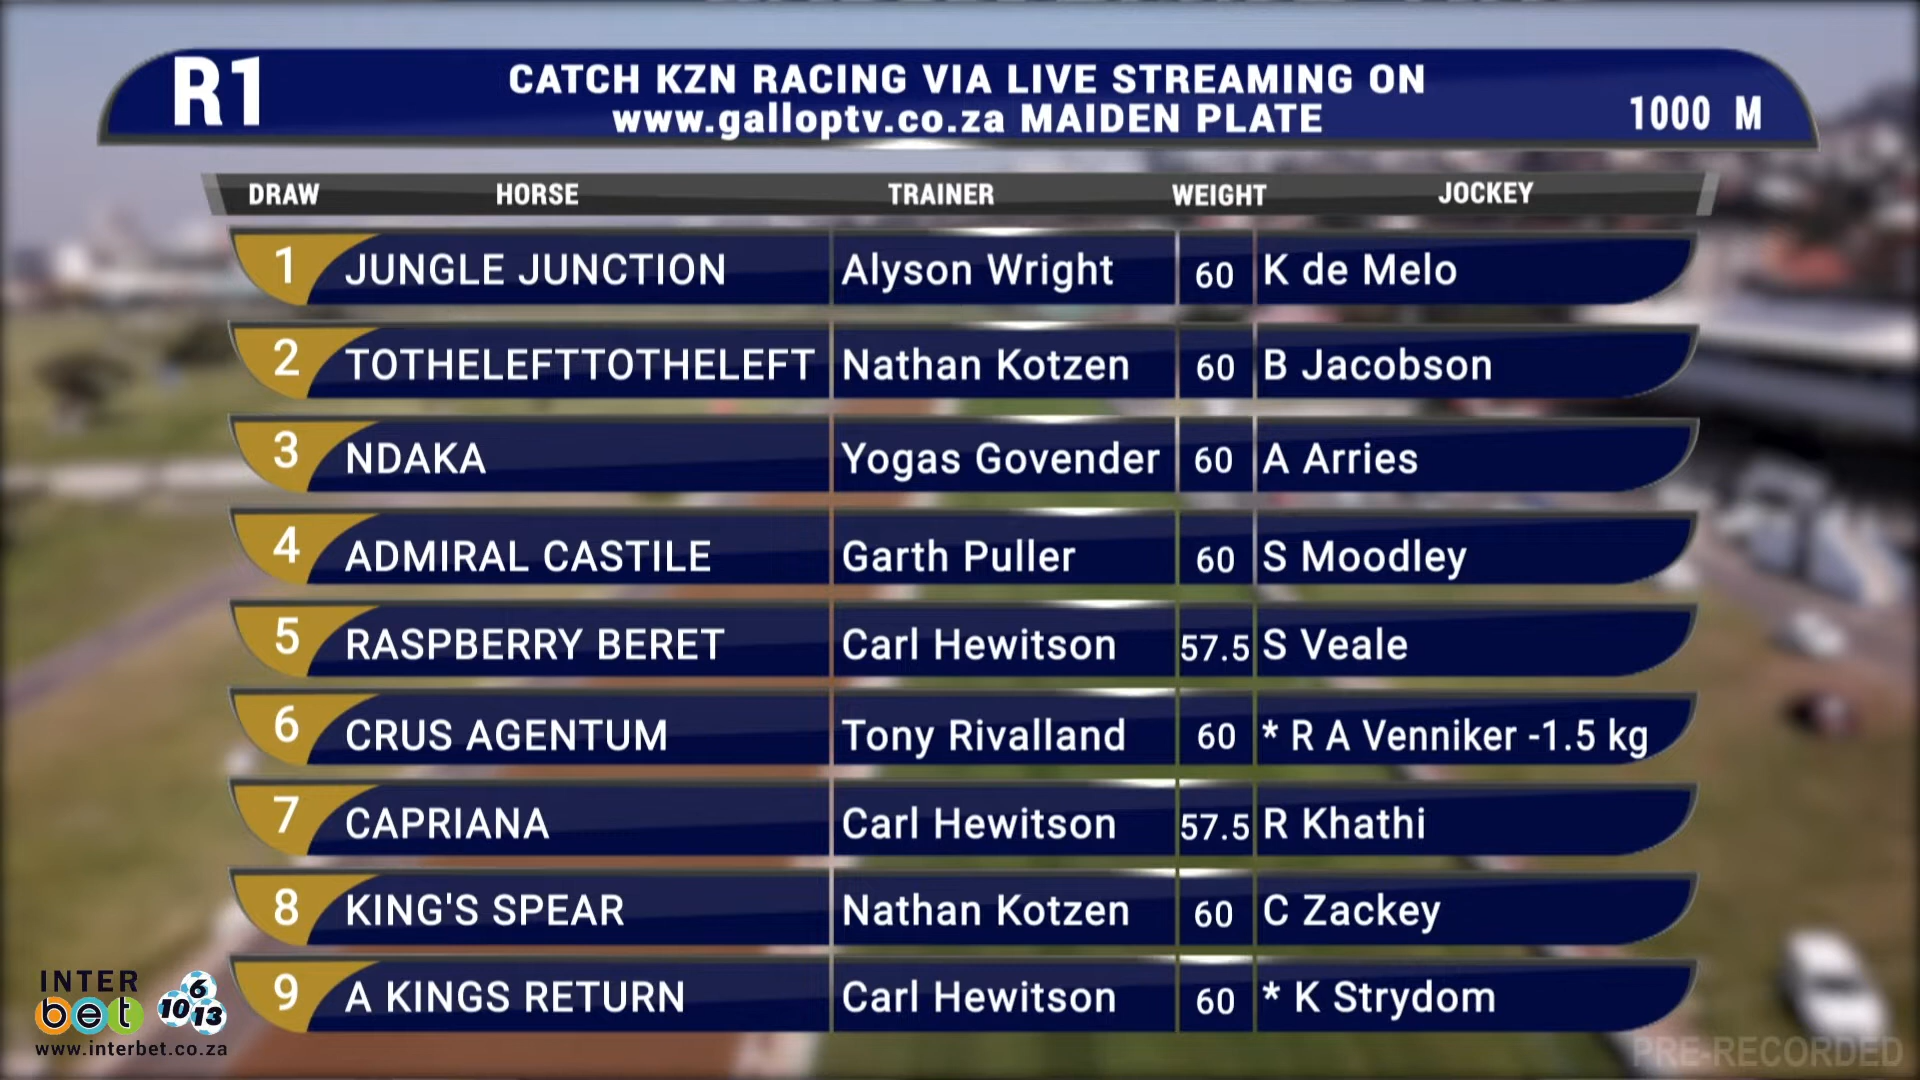 R1
CATCH KZN RACING VIA LIVE STREAMING ON
www.galloptv.co.za MAIDEN PLATE
1000 M
DRAW HORSE TRAINER WEIGHT JOCKEY
1 JUNGLE JUNCTION Alyson Wright 60 K de Melo
2 TOTHELEFTTOTHELEFT Nathan Kotzen 60 B Jacobson
3 NDAKA Yogas Govender 60 A Arries
4 ADMIRAL CASTILE Garth Puller 60 S Moodley
5 RASPBERRY BERET Carl Hewitson 57.5 S Veale
6 CRUS AGENTUM Tony Rivalland 60 * R A Venniker -1.5 kg
7 CAPRIANA Carl Hewitson 57.5 R Khathi
8 KING'S SPEAR Nathan Kotzen 60 C Zackey
9 A KINGS RETURN Carl Hewitson 60 * K Strydom
INTER
bet
6
10 13
www.interbet.co.za
PRE-RECORDED